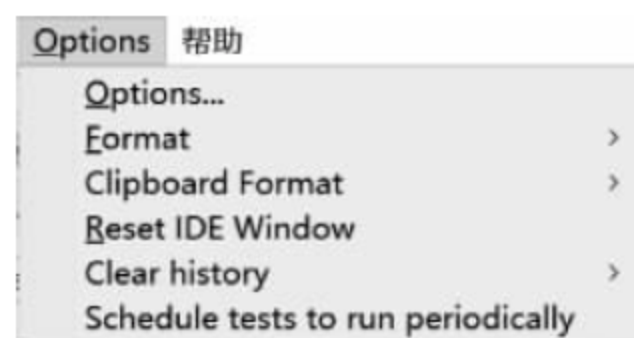 Options 帮助
Options...
Format
Clipboard Format
Reset IDE Window
Clear history
Schedule tests to run periodically